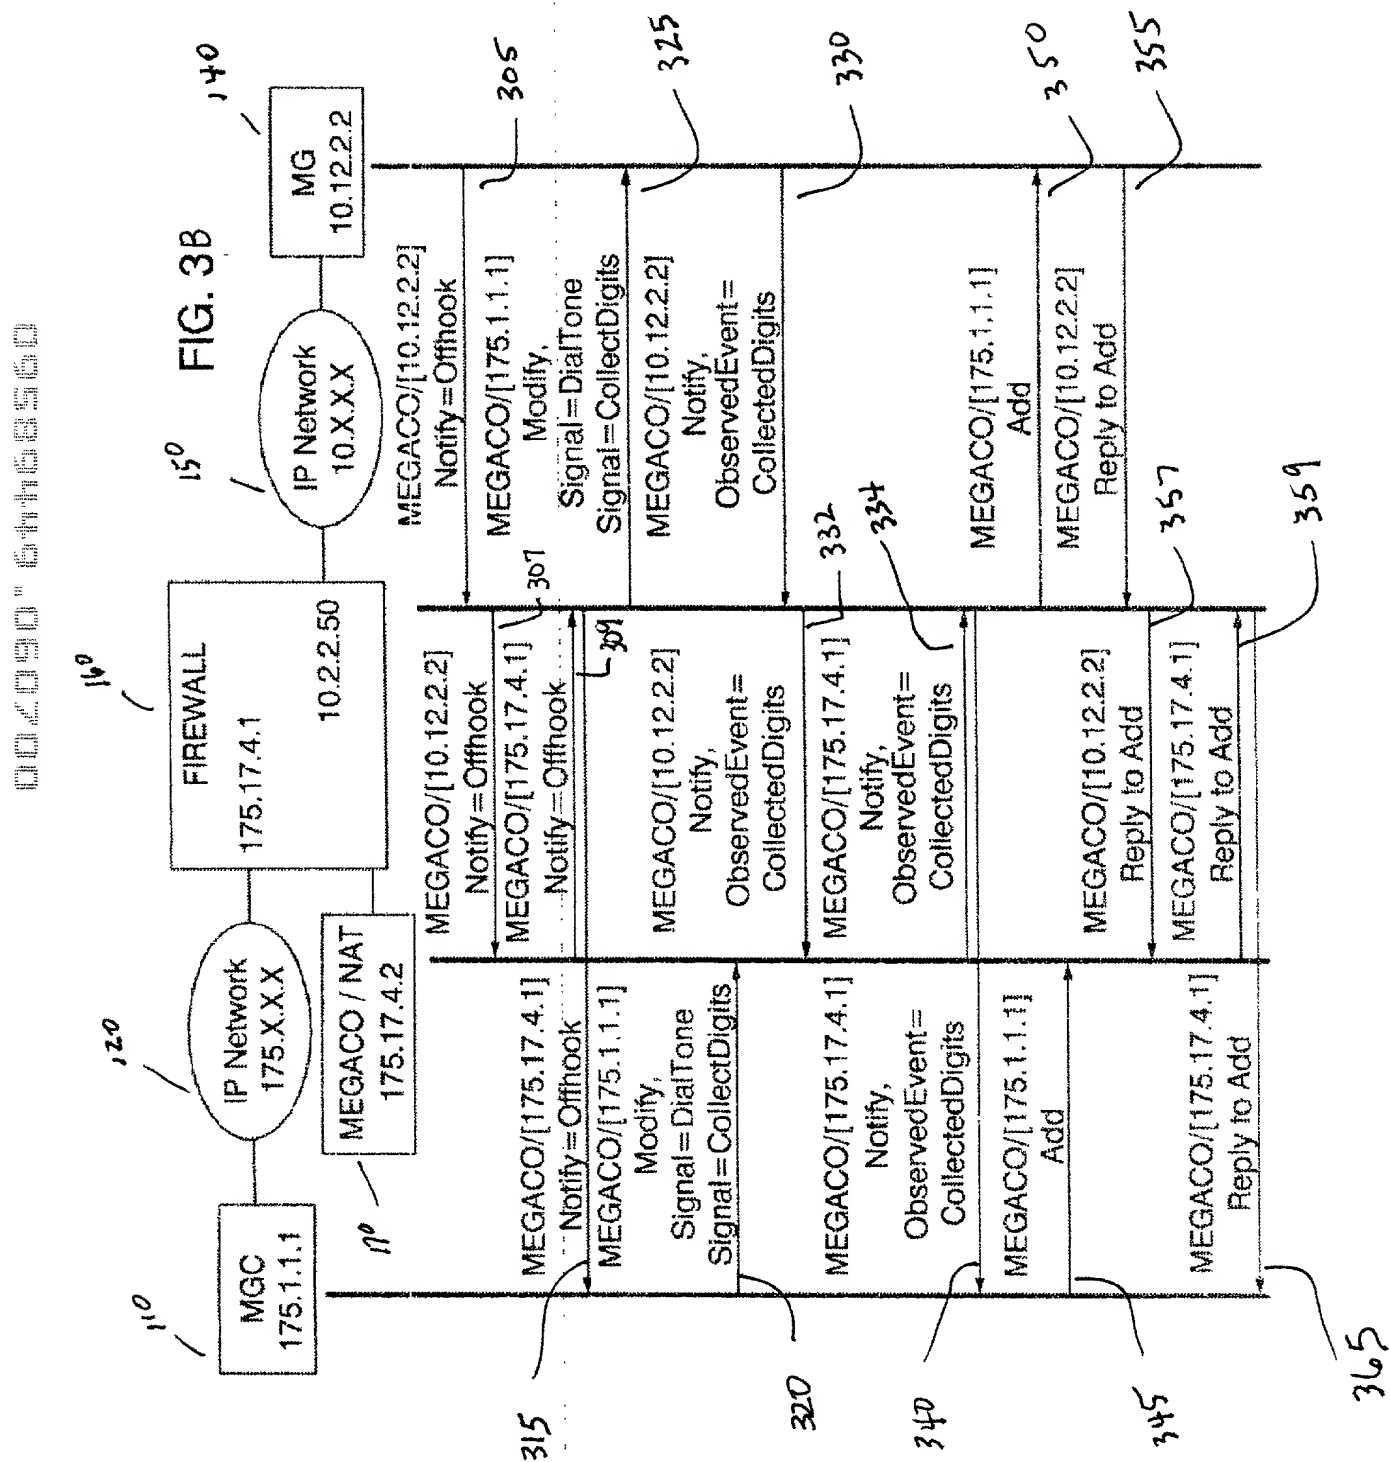 FIG. 3B
110
MGC
175.1.1.1
120
IP Network
175.X.X.X
170
MEGACO / NAT
175.17.4.2
160
FIREWALL
175.17.4.1
10.2.2.50
150
IP Network
10.X.X.X
140
MG
10.12.2.2
MEGACO/[10.12.2.2]
Notify=Offhook
305
MEGACO/[10.12.2.2]
Notify=Offhook
307
MEGACO/[175.17.4.1]
Notify=Offhook
309
MEGACO/[175.17.4.1]
Notify=Offhook
315
MEGACO/[175.1.1.1]
Modify,
Signal=DialTone
Signal=CollectDigits
320
MEGACO/[175.1.1.1]
Modify,
Signal=DialTone
Signal=CollectDigits
325
MEGACO/[10.12.2.2]
Notify,
ObservedEvent=
CollectedDigits
330
MEGACO/[10.12.2.2]
Notify,
ObservedEvent=
CollectedDigits
332
MEGACO/[175.17.4.1]
Notify,
ObservedEvent=
CollectedDigits
334
MEGACO/[175.17.4.1]
Notify,
ObservedEvent=
CollectedDigits
340
MEGACO/[175.1.1.1]
Add
345
MEGACO/[175.1.1.1]
Add
350
MEGACO/[10.12.2.2]
Reply to Add
355
MEGACO/[10.12.2.2]
Reply to Add
357
MEGACO/[175.17.4.1]
Reply to Add
359
MEGACO/[175.17.4.1]
Reply to Add
365